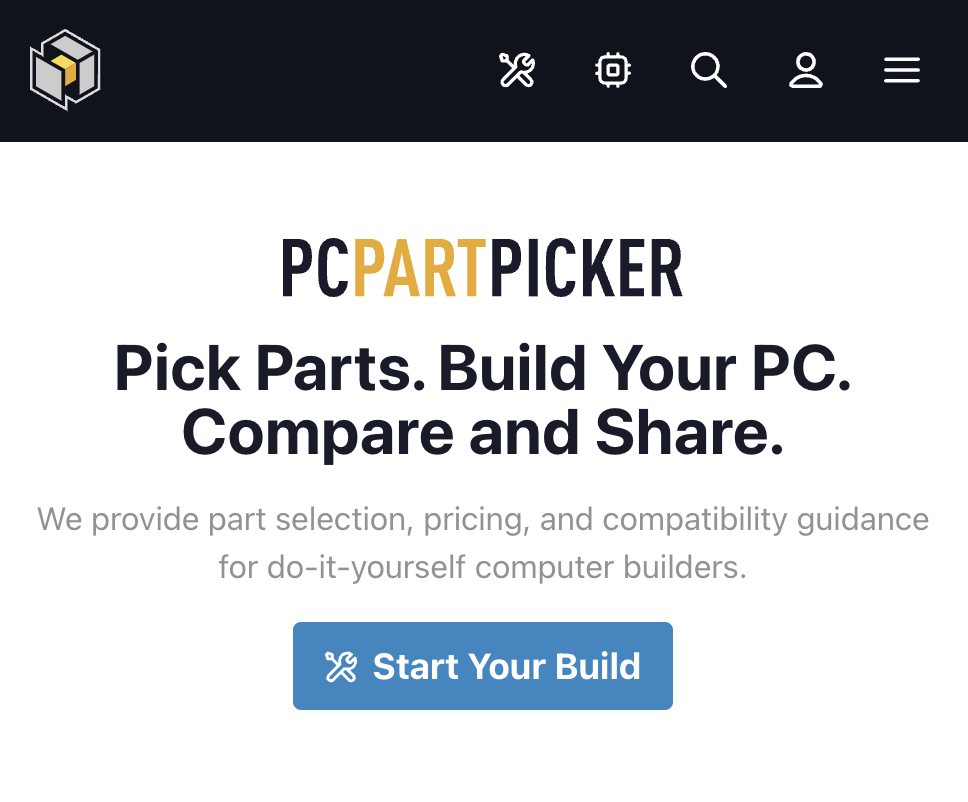 PCPARTPICKER
Pick Parts. Build Your PC.
Compare and Share.
We provide part selection, pricing, and compatibility guidance
for do-it-yourself computer builders.
Start Your Build